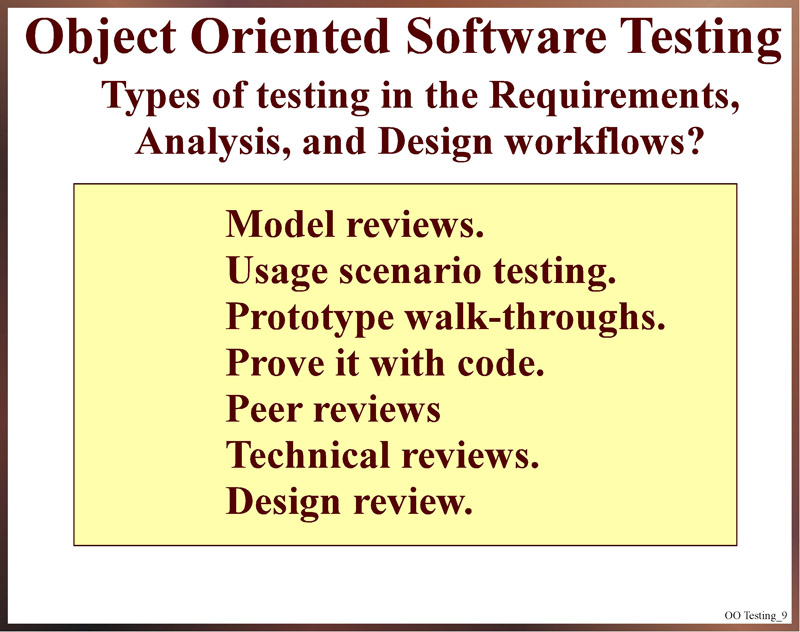 Object Oriented Software Testing
Types of testing in the Requirements,
Analysis, and Design workflows?
Model reviews.
Usage scenario testing.
Prototype walk-throughs.
Prove it with code.
Peer reviews
Technical reviews.
Design review.
OO Testing_9